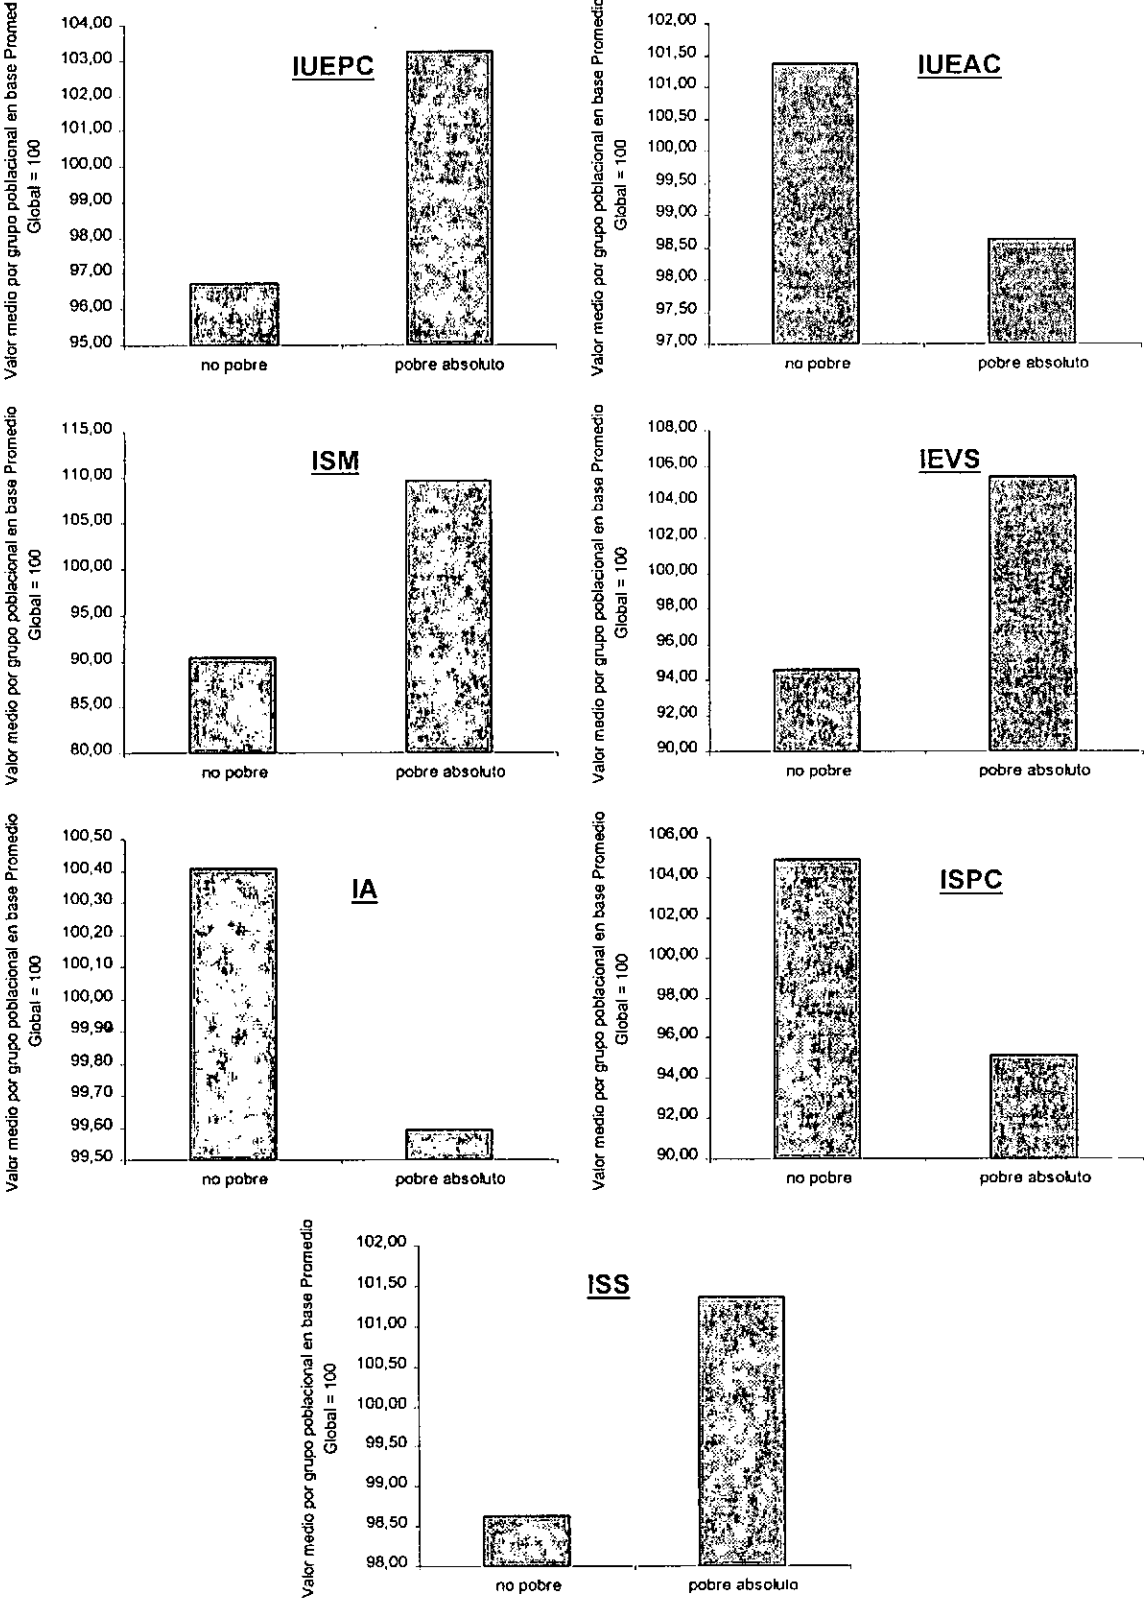 Valor medio por grupo poblacional en base Promed
Global = 100
104,00
103,00
102,00
101,00
100,00
99,00
98,00
97,00
96,00
95,00
IUEPC
no pobre
pobre absoluto
Valor medio por grupo poblacional en base Promedio
Global = 100
102,00
101,50
101,00
100,50
100,00
99,50
99,00
98,50
98,00
97,50
97,00
IUEAC
no pobre
pobre absoluto
Valor medio por grupo poblacional en base Promedio
Global = 100
115,00
110,00
105,00
100,00
95,00
90,00
85,00
80,00
ISM
no pobre
pobre absoluto
Valor medio por grupo poblacional en base Promedio
Global = 100
108,00
106,00
104,00
102,00
100,00
98,00
96,00
94,00
92,00
90,00
IEVS
no pobre
pobre absoluto
Valor medio por grupo poblacional en base Promedio
Global = 100
100,50
100,40
100,30
100,20
100,10
100,00
99,90
99,80
99,70
99,60
99,50
IA
no pobre
pobre absoluto
Valor medio por grupo poblacional en base Promedio
Global = 100
106,00
104,00
102,00
100,00
98,00
96,00
94,00
92,00
90,00
ISPC
no pobre
pobre absoluto
Valor medio por grupo poblacional en base Promedio
Global = 100
102,00
101,50
101,00
100,50
100,00
99,50
99,00
98,50
98,00
ISS
no pobre
pobre absoluto